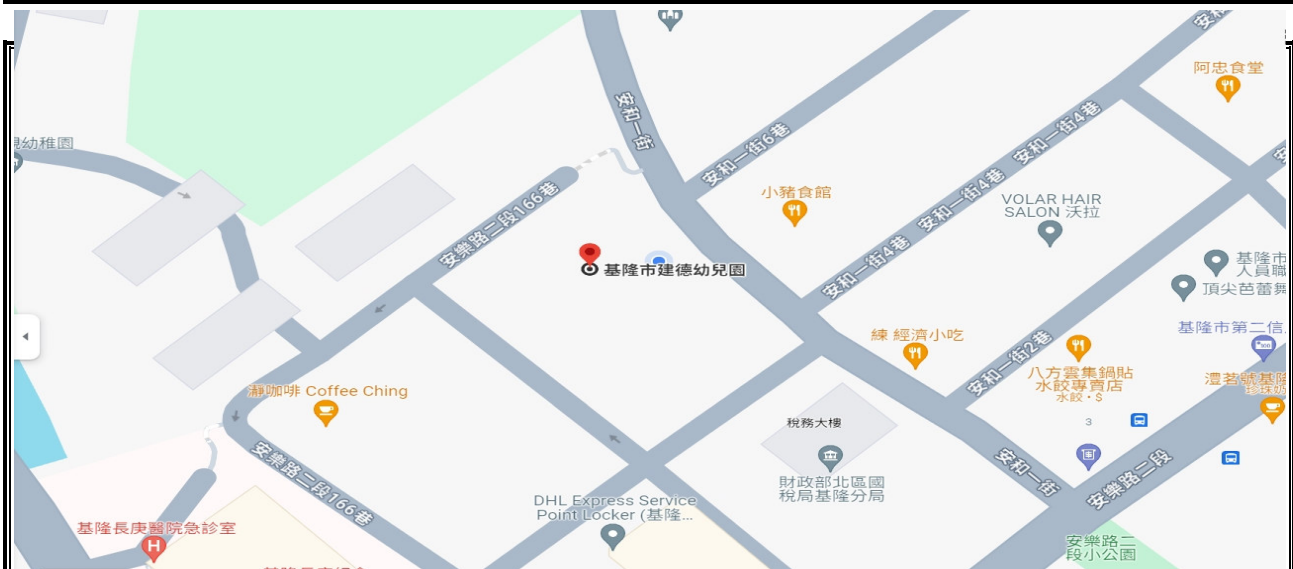 阿忠食堂
安和一街
安和一街6巷
安和一街4巷
安和一街4巷
安和一街4巷
幼稚園
小豬食館
VOLAR HAIR
SALON 沃拉
安樂路二段166巷
基隆市建德幼兒園
基隆市
人員職
頂尖芭蕾舞
基隆市第二信
練 經濟小吃
安和一街2巷
八方雲集鍋貼
水餃專賣店
水餃・$
瀞咖啡 Coffee Ching
澧茗號基隆
珍珠奶
稅務大樓
3
財政部北區國
稅局基隆分局
安和一街
安樂路二段
安樂路二段166巷
DHL Express Service
Point Locker (基隆...
基隆長庚醫院急診室
H
安樂路二
段小公園